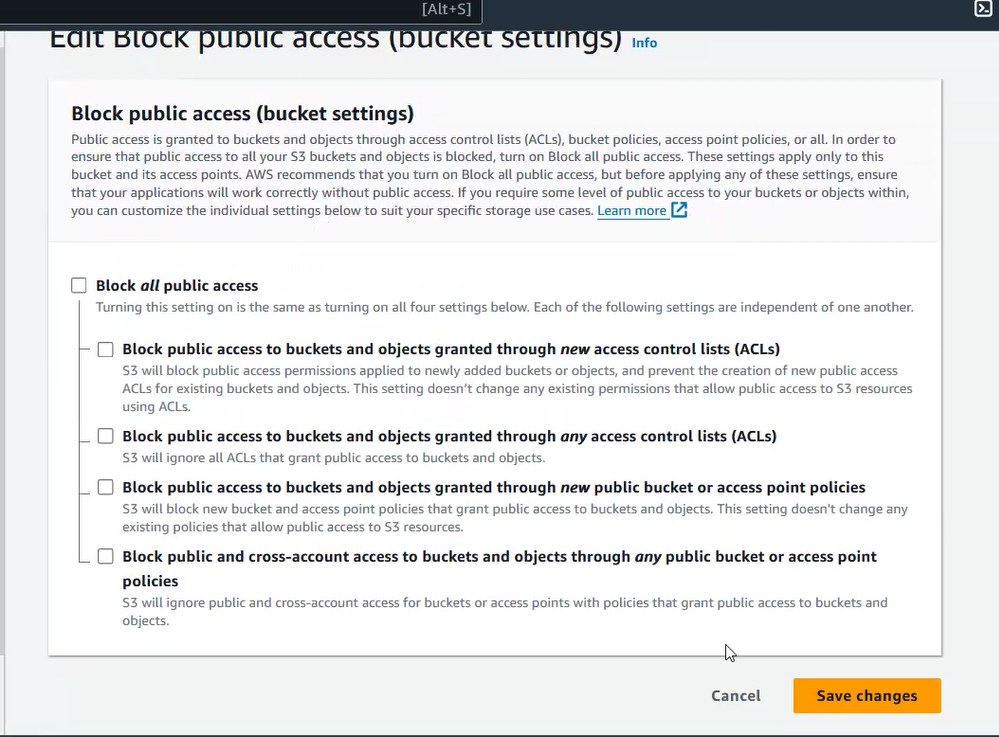 [Alt+S]
Edit Block public access (bucket settings) Info
Block public access (bucket settings)
Public access is granted to buckets and objects through access control lists (ACLs), bucket policies, access point policies, or all. In order to
ensure that public access to all your S3 buckets and objects is blocked, turn on Block all public access. These settings apply only to this
bucket and its access points. AWS recommends that you turn on Block all public access, but before applying any of these settings, ensure
that your applications will work correctly without public access. If you require some level of public access to your buckets or objects within,
you can customize the individual settings below to suit your specific storage use cases. Learn more
Block all public access
Turning this setting on is the same as turning on all four settings below. Each of the following settings are independent of one another.
Block public access to buckets and objects granted through new access control lists (ACLs)
S3 will block public access permissions applied to newly added buckets or objects, and prevent the creation of new public access
ACLs for existing buckets and objects. This setting doesn't change any existing permissions that allow public access to S3 resources
using ACLs.
Block public access to buckets and objects granted through any access control lists (ACLs)
S3 will ignore all ACLs that grant public access to buckets and objects.
Block public access to buckets and objects granted through new public bucket or access point policies
S3 will block new bucket and access point policies that grant public access to buckets and objects. This setting doesn't change any
existing policies that allow public access to S3 resources.
Block public and cross-account access to buckets and objects through any public bucket or access point
policies
S3 will ignore public and cross-account access for buckets or access points with policies that grant public access to buckets and
objects.
Cancel Save changes